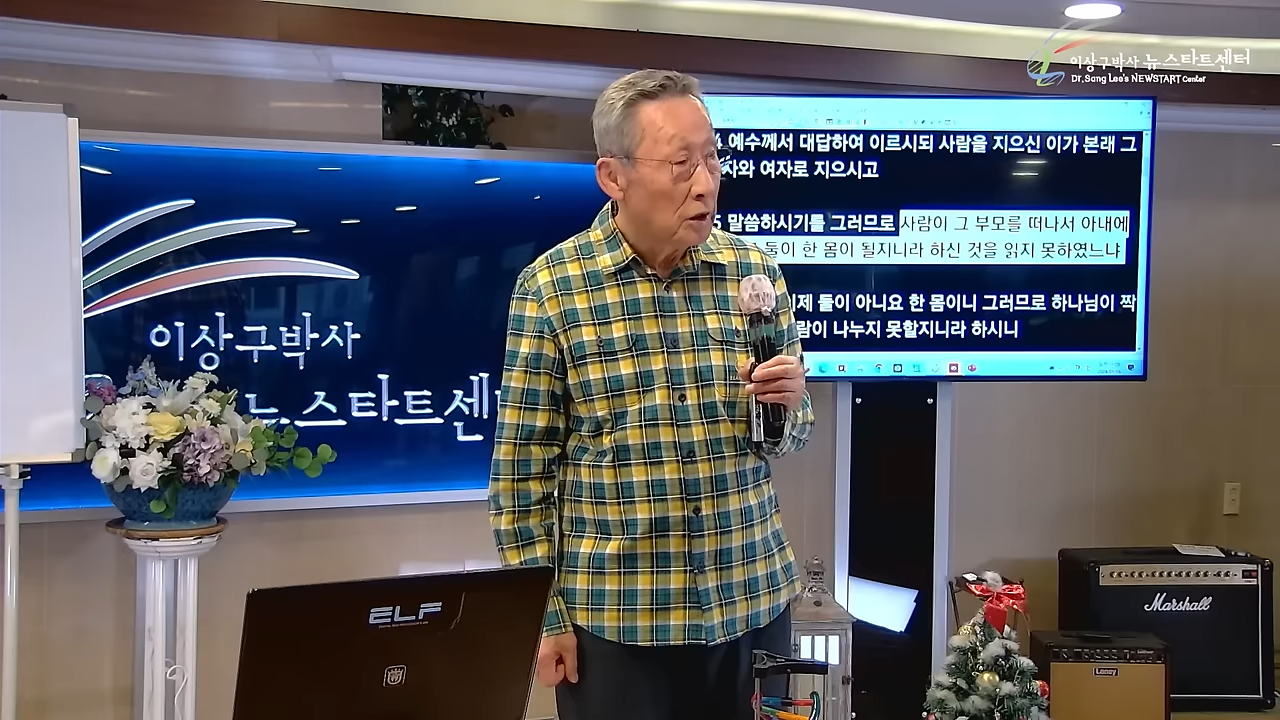 이상구박사 뉴스타트센터
Dr. Sang Lee's NEWSTART Center
4 예수께서 대답하여 이르시되 사람을 지으신 이가 본래 그
자와 여자로 지으시고
5 말씀하시기를 그러므로 사람이 그 부모를 떠나서 아내에
둘이 한 몸이 될지니라 하신 것을 읽지 못하였느냐
이제 둘이 아니요 한 몸이니 그러므로 하나님이 짝
람이 나누지 못할지니라 하시니
이상구박사
뉴스타트센
ELF
Marshall
Laney